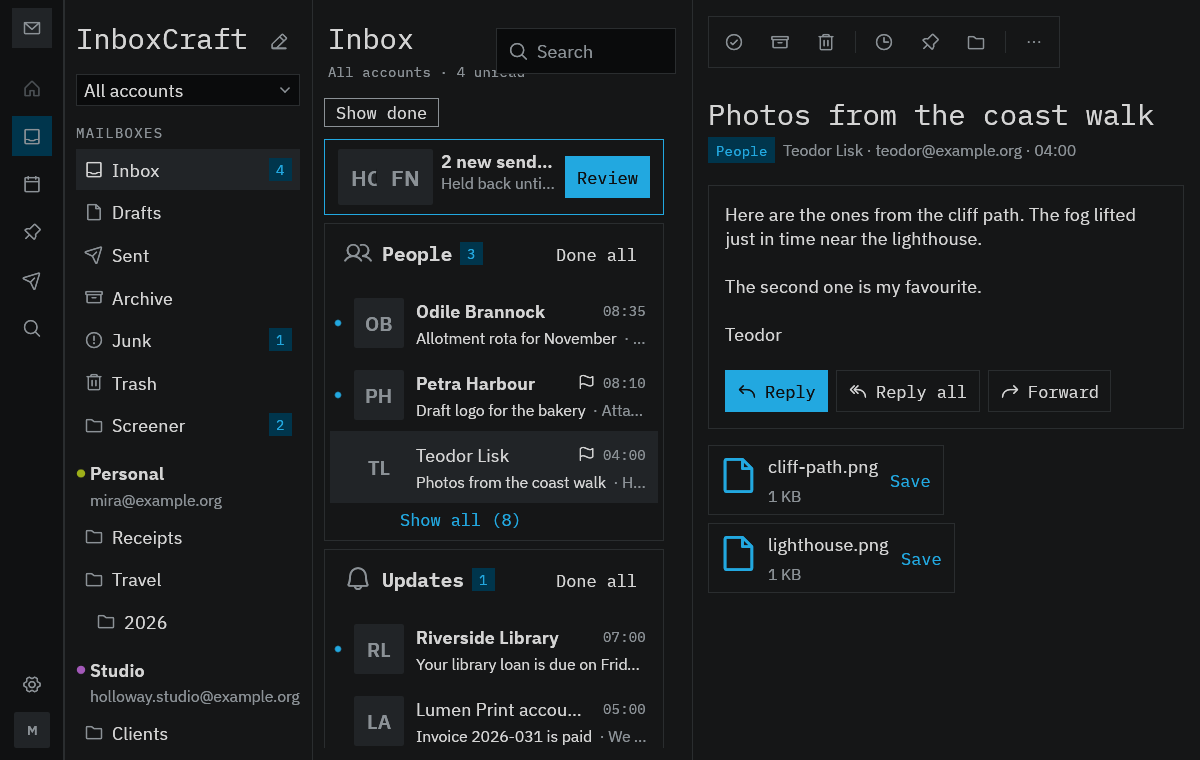 InboxCraft
All accounts
MAILBOXES
Inbox 4
Drafts
Sent
Archive
Junk 1
Trash
Screener 2
Personal
mira@example.org
Receipts
Travel
2026
Studio
holloway.studio@example.org
Clients
M
Inbox
Search
All accounts · 4 unread
Show done
HC FN
2 new send...
Held back unti...
Review
People 3 Done all
OB
Odile Brannock 08:35
Allotment rota for November · ...
PH
Petra Harbour 08:10
Draft logo for the bakery · Atta...
TL
Teodor Lisk 04:00
Photos from the coast walk · H...
Show all (8)
Updates 1 Done all
RL
Riverside Library 07:00
Your library loan is due on Frid...
LA
Lumen Print accou... 05:00
Invoice 2026-031 is paid · We ...
Photos from the coast walk
People Teodor Lisk · teodor@example.org · 04:00
Here are the ones from the cliff path. The fog lifted
just in time near the lighthouse.
The second one is my favourite.
Teodor
Reply Reply all Forward
cliff-path.png
1 KB
Save
lighthouse.png
1 KB
Save